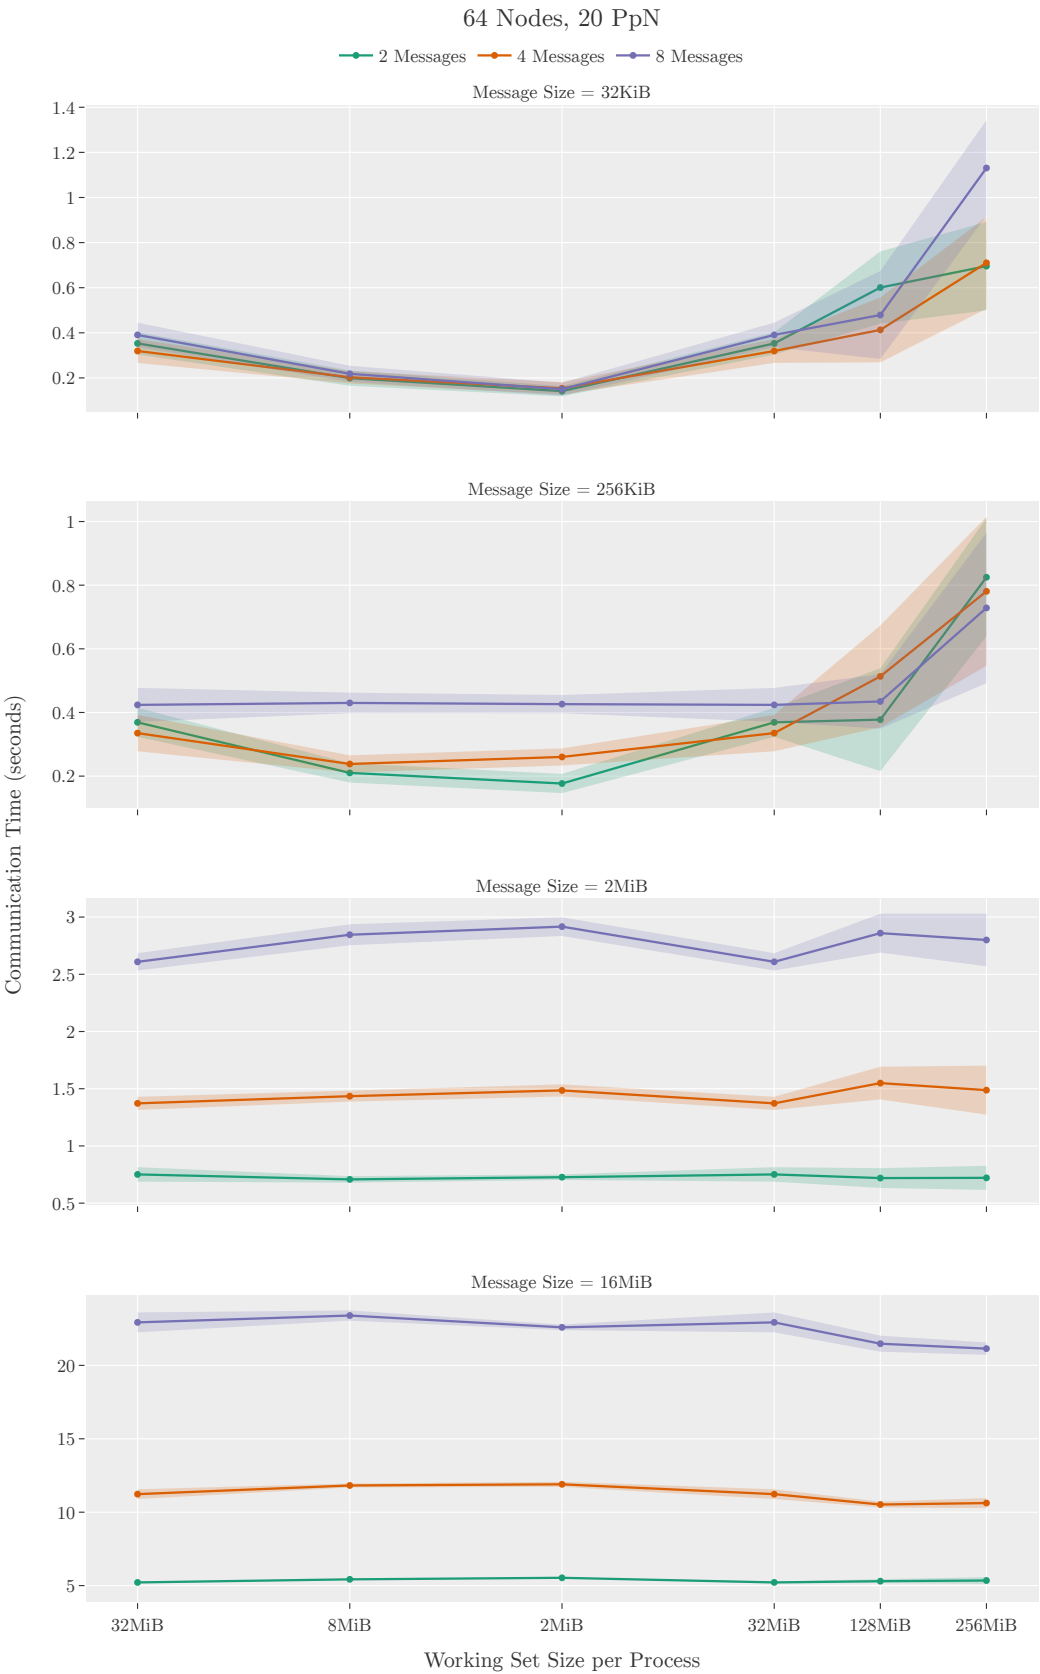 64 Nodes, 20 PpN
2 Messages 4 Messages 8 Messages
Message Size = 32KiB
1.4
1.2
1
0.8
0.6
0.4
0.2
Message Size = 256KiB
1
0.8
0.6
0.4
0.2
Communication Time (seconds)
Message Size = 2MiB
3
2.5
2
1.5
1
0.5
Message Size = 16MiB
20
15
10
5
32MiB 8MiB 2MiB 32MiB 128MiB 256MiB
Working Set Size per Process